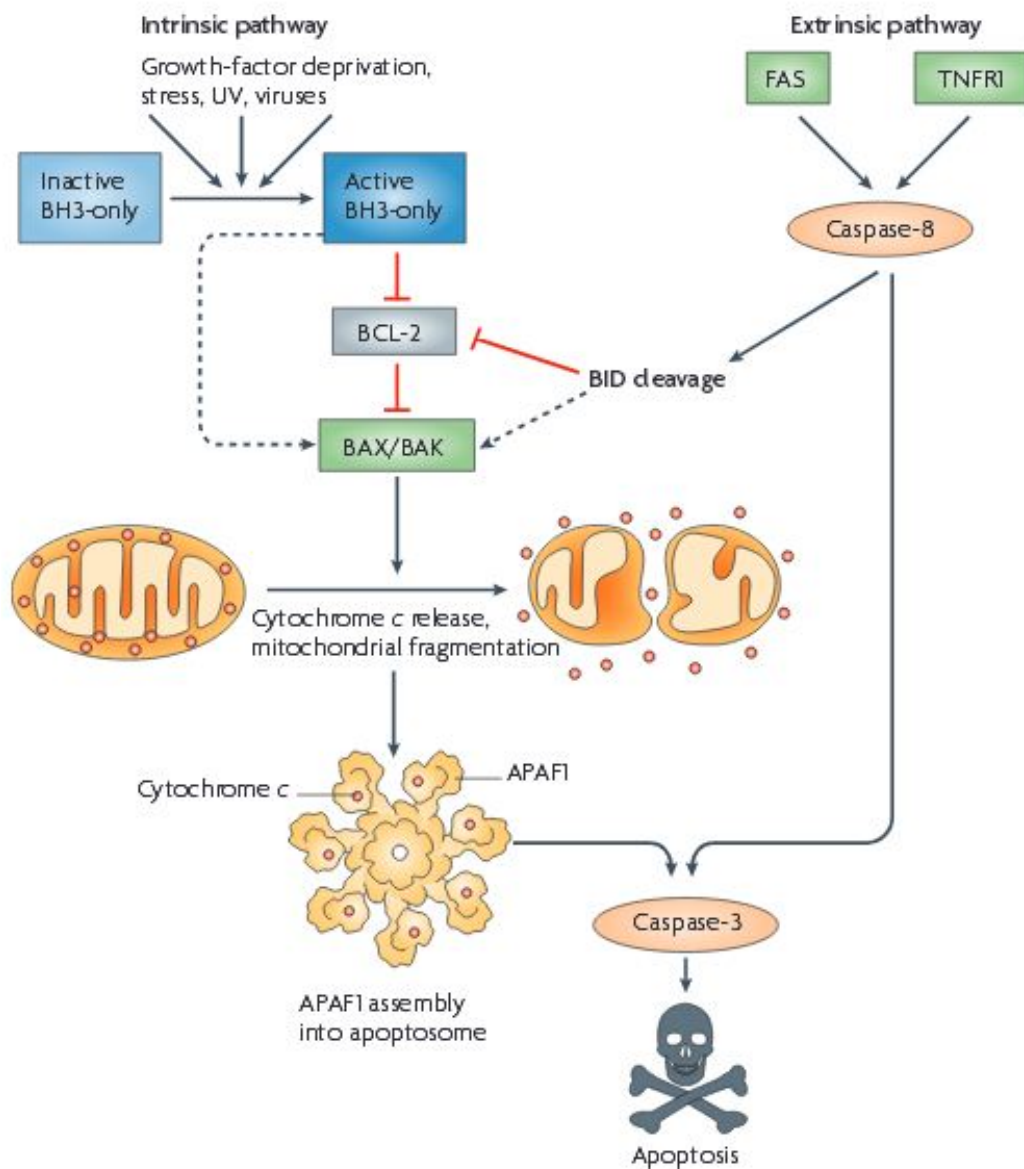 Intrinsic pathway
Growth-factor deprivation,
stress, UV, viruses
Extrinsic pathway
FAS
TNFR1
Inactive
BH3-only
Active
BH3-only
Caspase-8
BCL-2
BID cleavage
BAX/BAK
Cytochrome c release,
mitochondrial fragmentation
Cytochrome c
APAF1
Caspase-3
APAF1 assembly
into apoptosome
Apoptosis